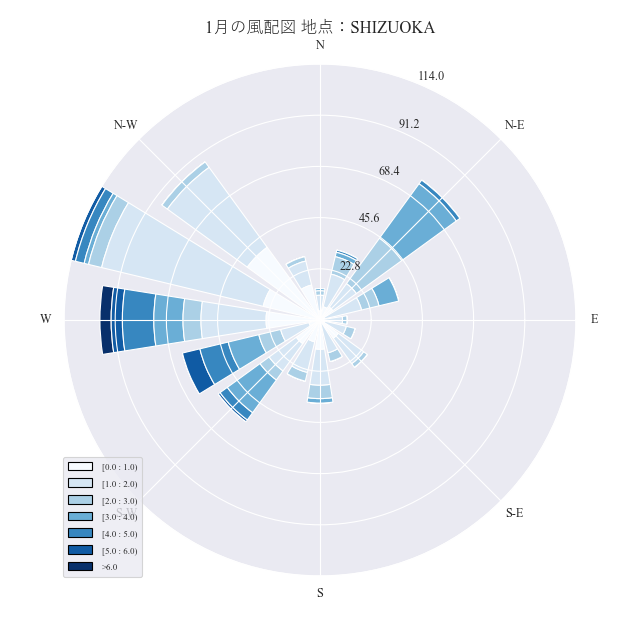 1月の風配図 地点：SHIZUOKA
N
114.0
N-W
N-E
91.2
68.4
45.6
22.8
W
E
[0.0 : 1.0)
[1.0 : 2.0)
[2.0 : 3.0)
S-W
[3.0 : 4.0)
S-E
[4.0 : 5.0)
[5.0 : 6.0)
>6.0
S